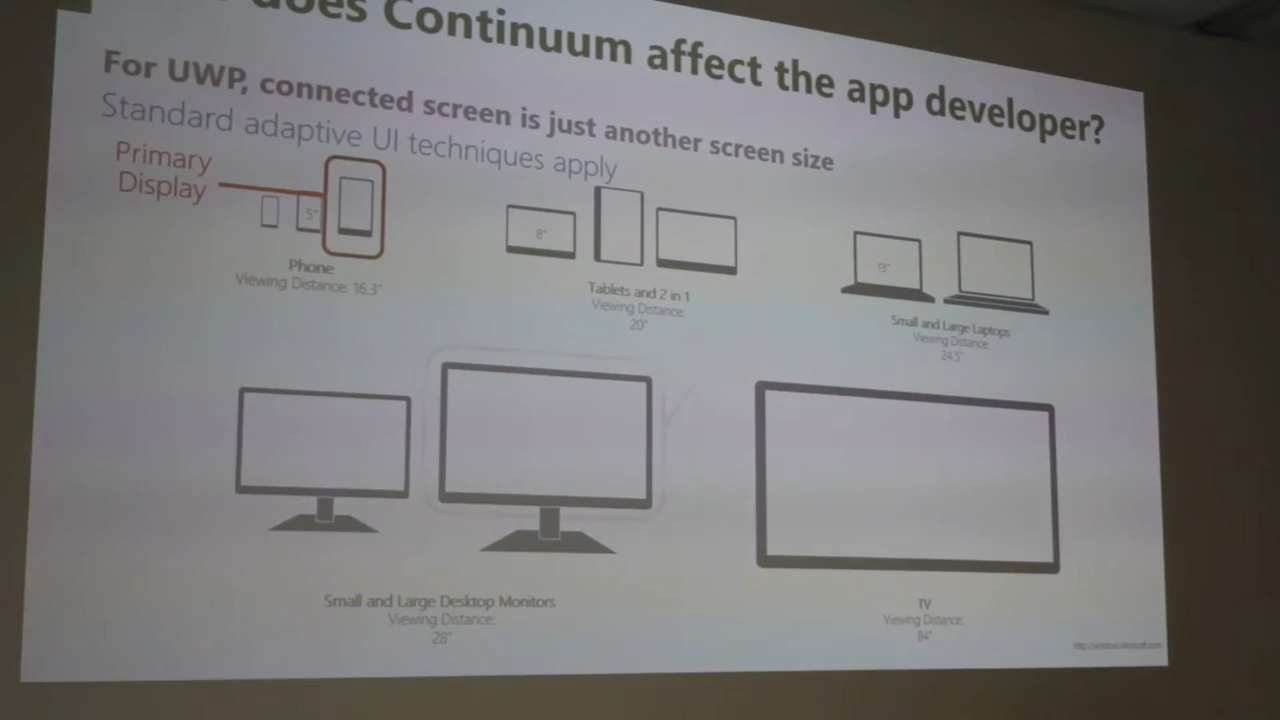 does Continuum affect the app developer?
For UWP, connected screen is just another screen size
Standard adaptive UI techniques apply
Primary
Display
5"
8"
13"
Phone
Viewing Distance: 16.3"
Tablets and 2 in 1
Viewing Distance:
20"
Small and Large Laptops
Viewing Distance:
24.5"
Small and Large Desktop Monitors
Viewing Distance:
28"
TV
Viewing Distance:
84"